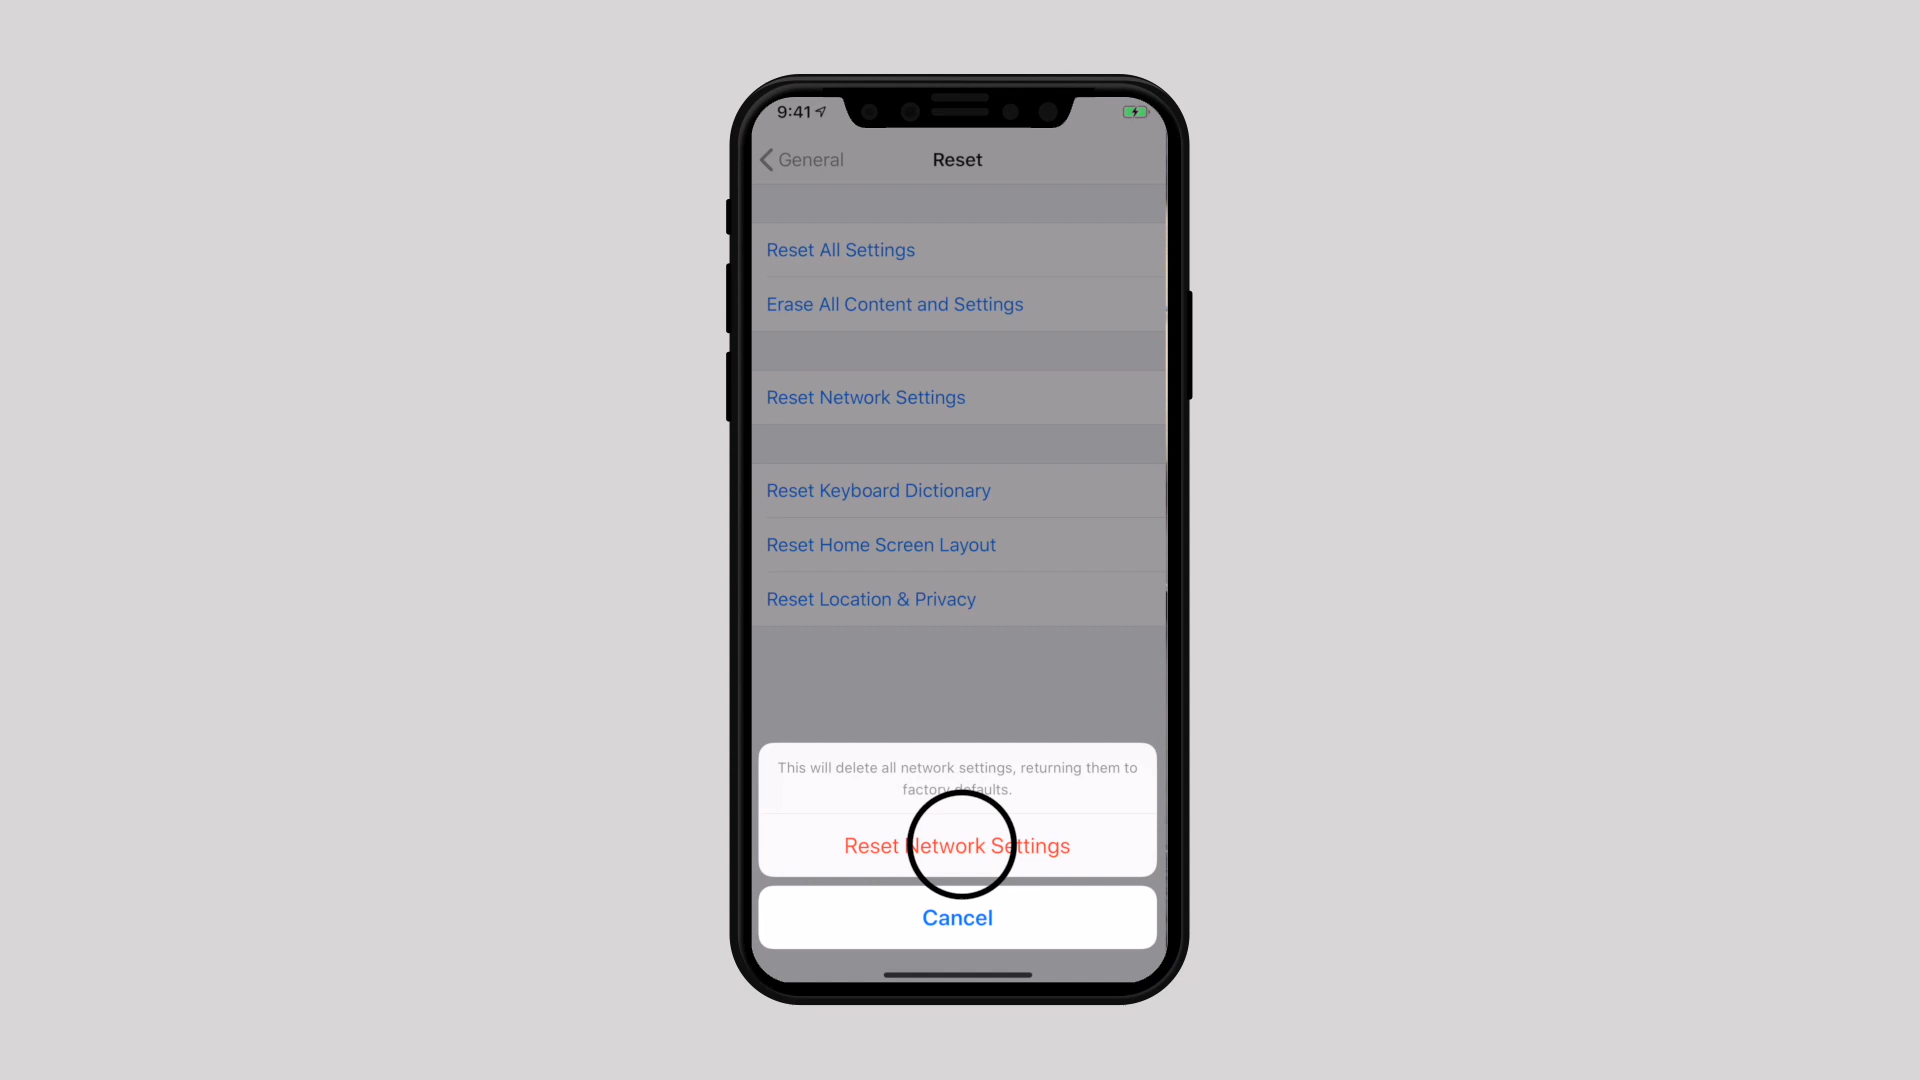 9:41
General
Reset
Reset All Settings
Erase All Content and Settings
Reset Network Settings
Reset Keyboard Dictionary
Reset Home Screen Layout
Reset Location & Privacy
This will delete all network settings, returning them to
factory defaults.
Reset Network Settings
Cancel